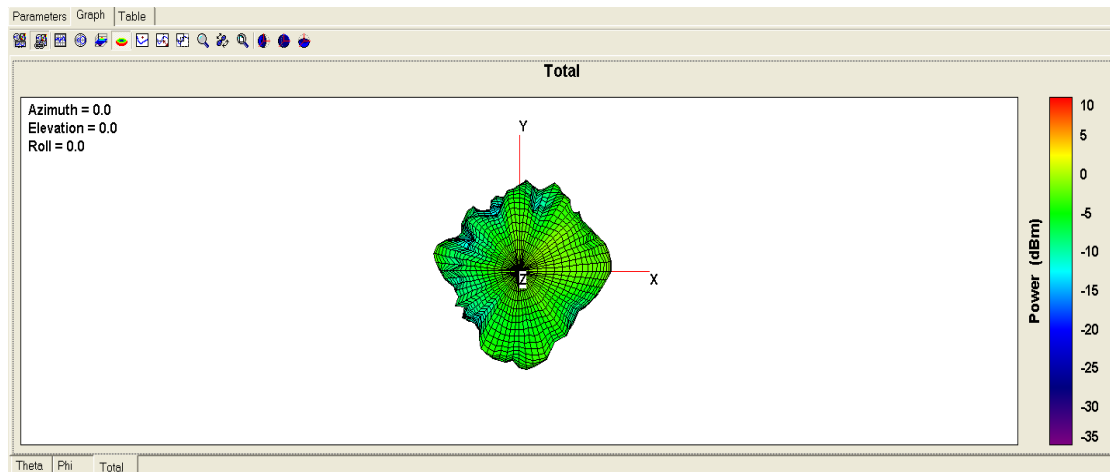 Parameters Graph Table
Total
Azimuth = 0.0
Elevation = 0.0
Roll = 0.0
Y
X
Z
Power (dBm)
10
5
0
-5
-10
-15
-20
-25
-30
-35
Theta Phi Total